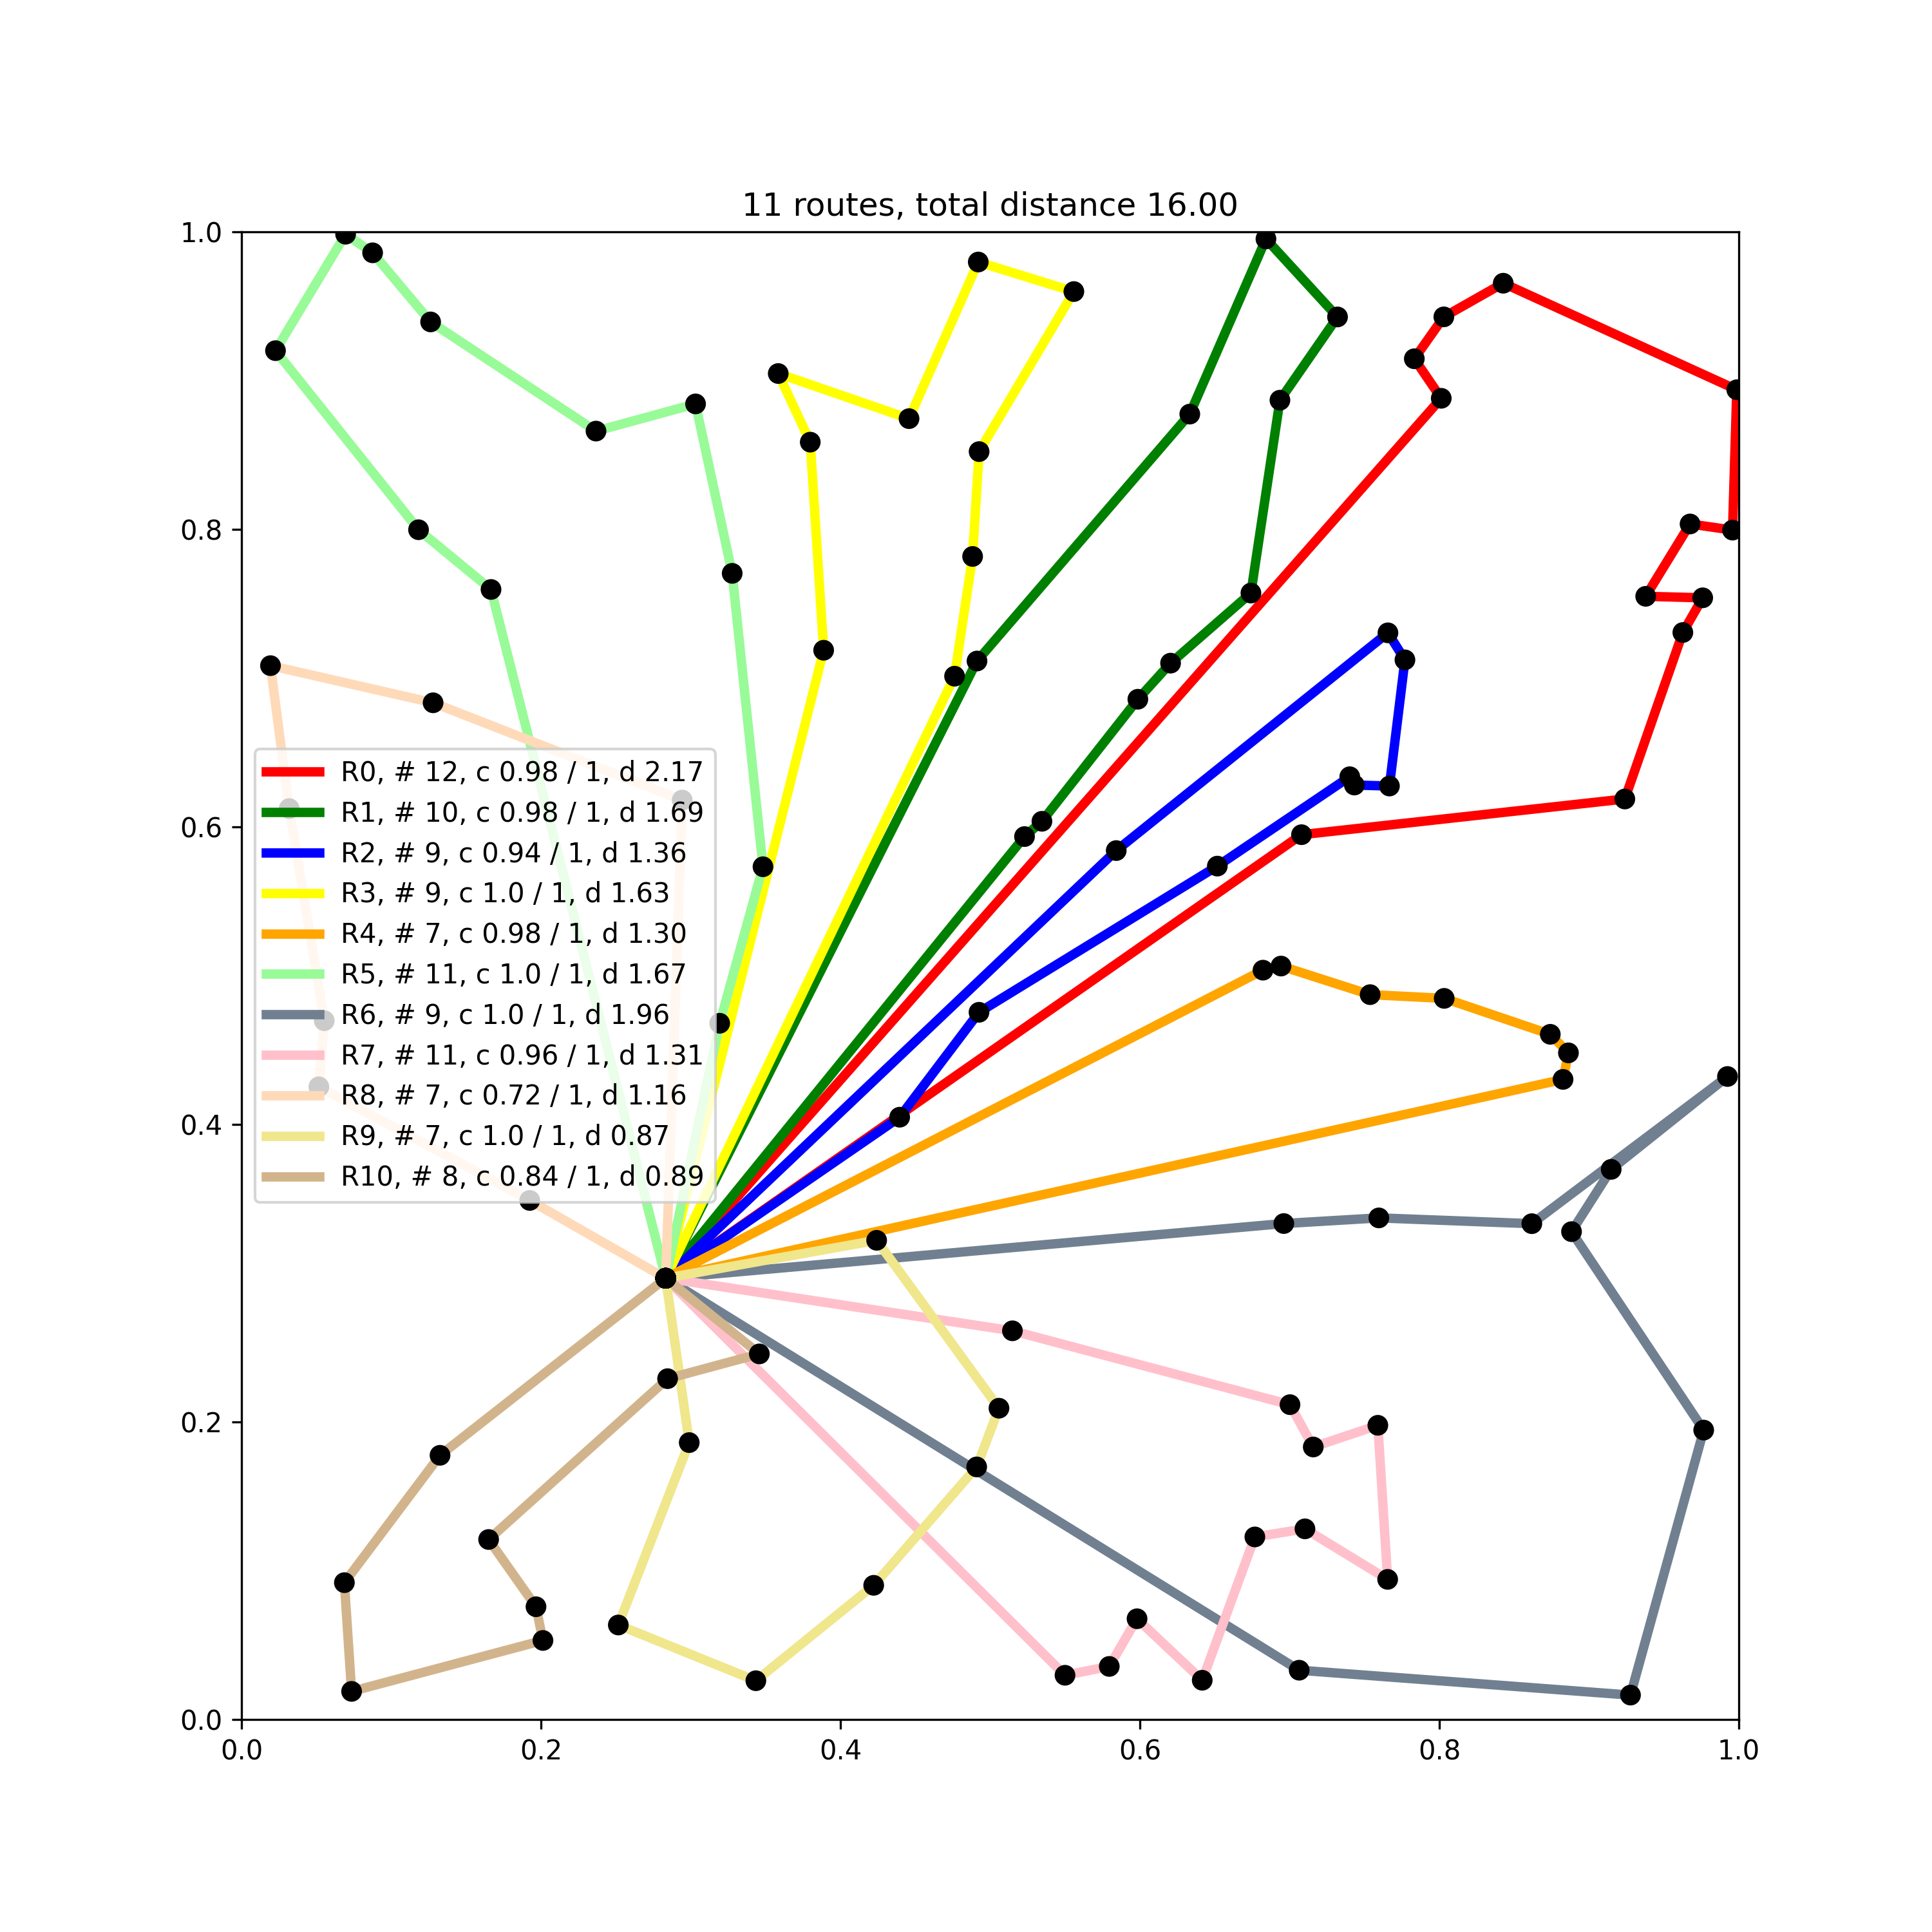 11 routes, total distance 16.00
1.0
0.8
0.6
0.4
0.2
0.0
R0, # 12, c 0.98 / 1, d 2.17
R1, # 10, c 0.98 / 1, d 1.69
R2, # 9, c 0.94 / 1, d 1.36
R3, # 9, c 1.0 / 1, d 1.63
R4, # 7, c 0.98 / 1, d 1.30
R5, # 11, c 1.0 / 1, d 1.67
R6, # 9, c 1.0 / 1, d 1.96
R7, # 11, c 0.96 / 1, d 1.31
R8, # 7, c 0.72 / 1, d 1.16
R9, # 7, c 1.0 / 1, d 0.87
R10, # 8, c 0.84 / 1, d 0.89
0.0 0.2 0.4 0.6 0.8 1.0